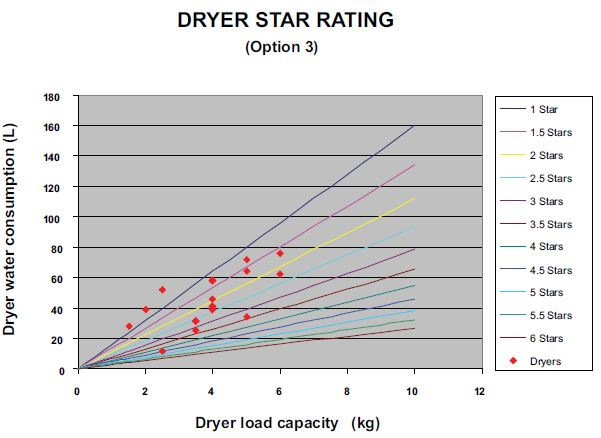 DRYER STAR RATING
(Option 3)
Dryer water consumption (L)
180
160
140
120
100
80
60
40
20
0
0 2 4 6 8 10 12
Dryer load capacity (kg)
1 Star
1.5 Stars
2 Stars
2.5 Stars
3 Stars
3.5 Stars
4 Stars
4.5 Stars
5 Stars
5.5 Stars
6 Stars
Dryers